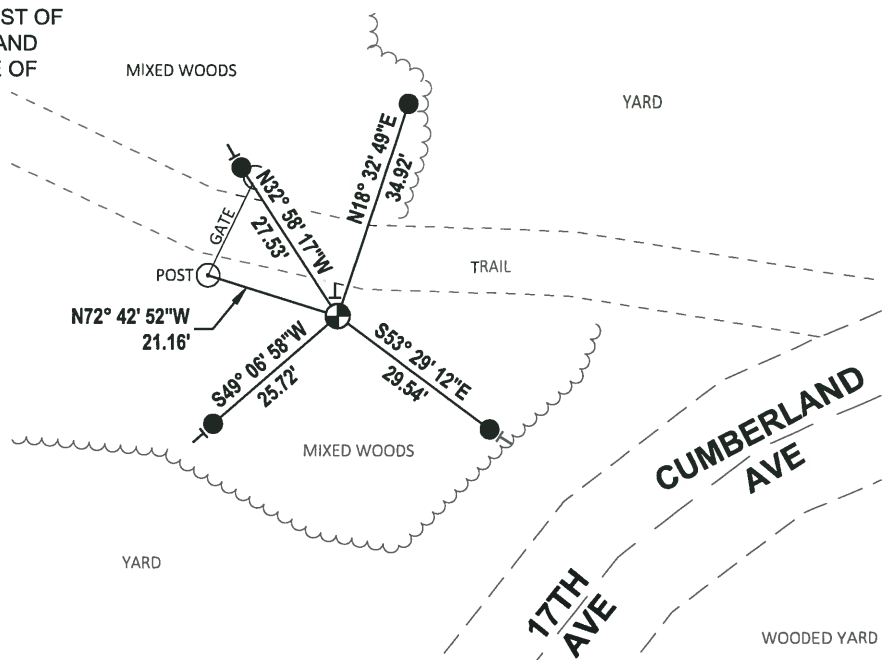 ST OF
AND
E OF
MIXED WOODS
YARD
N18° 32' 49"E
34.92'
N32° 58' 17"W
27.53'
GATE
POST
TRAIL
N72° 42' 52"W
21.16'
S49° 06' 58"W
25.72'
S53° 29' 12"E
29.54'
MIXED WOODS
CUMBERLAND
AVE
YARD
17TH
AVE
WOODED YARD